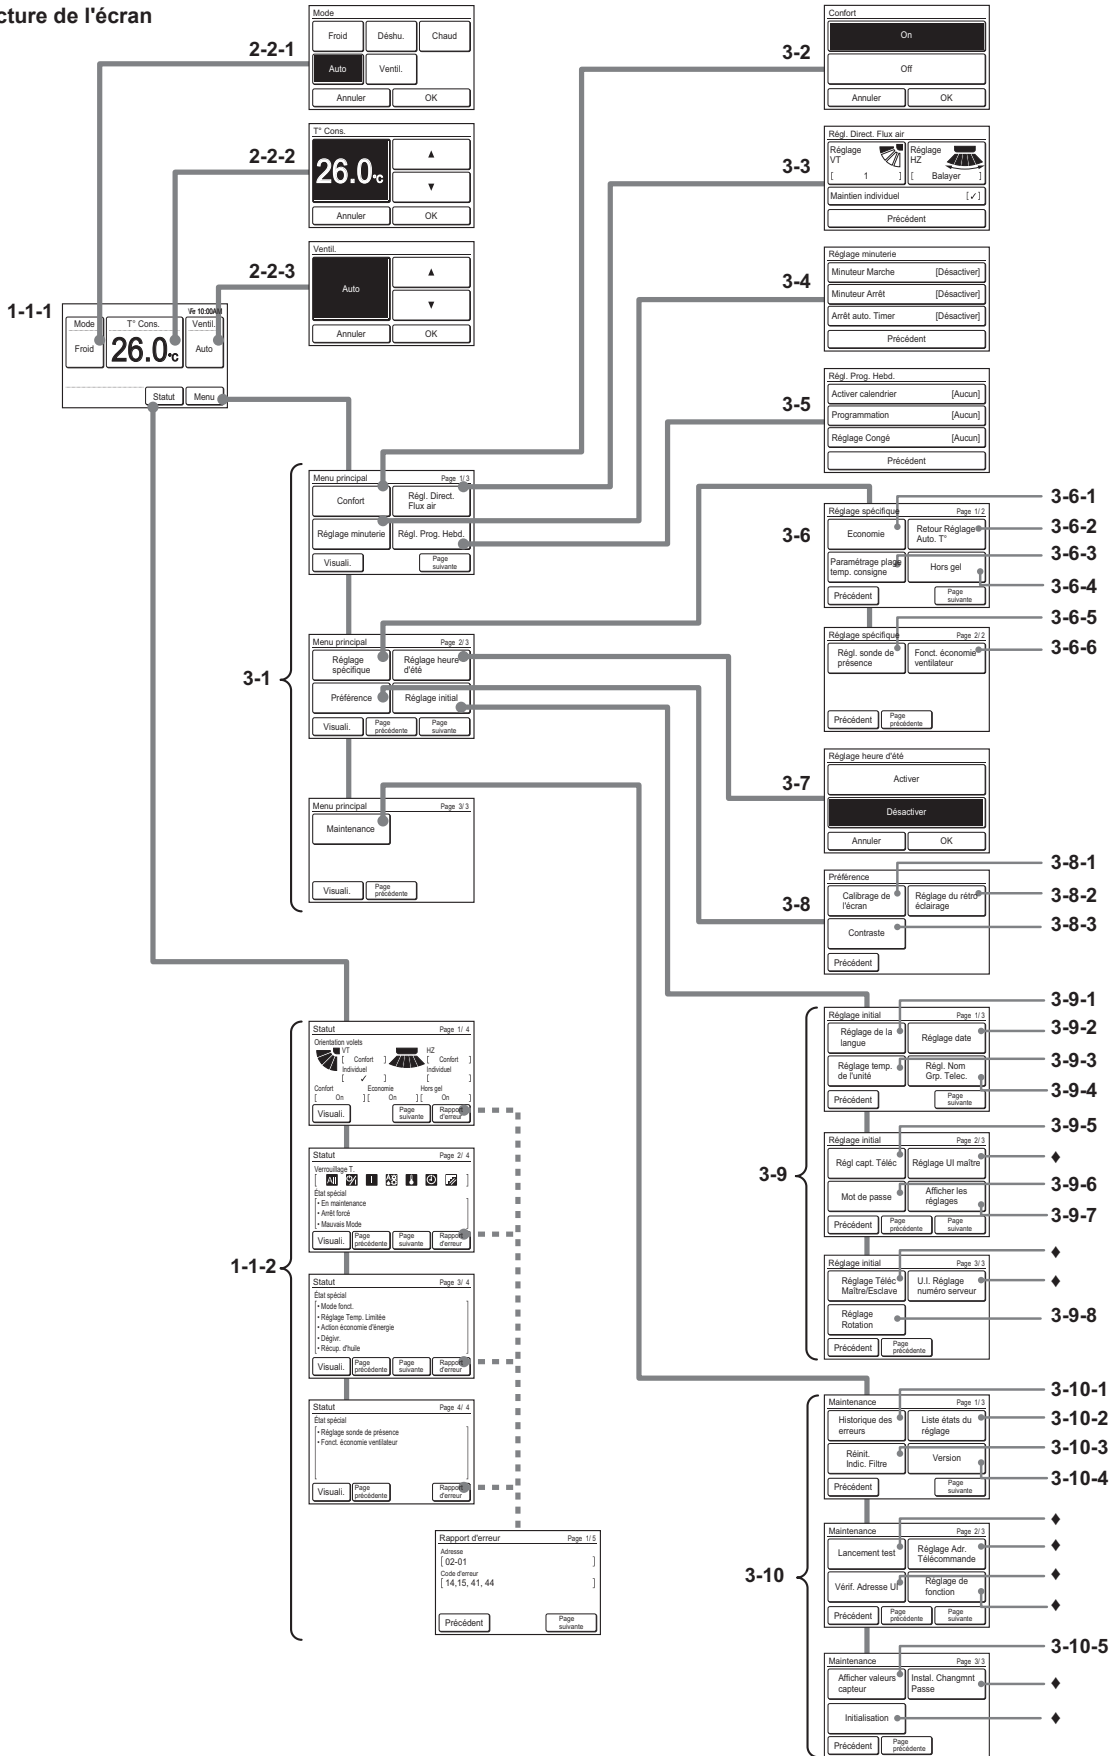 cture de l'écran
Mode
Froid Déshu. Chaud
Auto Ventil.
Annuler OK
2-2-1
T° Cons.
26.0°C
▲
▼
Annuler OK
2-2-2
Ventil.
Auto
▲
▼
Annuler OK
2-2-3
1-1-1
Ve 10:00AM
Mode T° Cons. Ventil.
Froid 26.0°C Auto
Statut Menu
3-1
Menu principal Page 1/3
Confort
Régl. Direct.
Flux air
Réglage minuterie Régl. Prog. Hebd.
Visuali.
Page
suivante
Menu principal Page 2/3
Réglage
spécifique
Réglage heure
d'été
Préférence Réglage initial
Visuali.
Page
précédente
Page
suivante
Menu principal Page 3/3
Maintenance
Visuali.
Page
précédente
1-1-2
Statut Page 1/ 4
Orientation volets
VT HZ
[ Confort ] [ Confort ]
Individuel Individuel
[ ✓ ] [ ]
Confort Economie Hors gel
[ On ] [ On ] [ On ]
Visuali.
Page
suivante
Rapport
d'erreur
Statut Page 2/ 4
Verrouillage T.
[ All ]
État spécial
• En maintenance
• Arrêt forcé
• Mauvais Mode
Visuali.
Page
précédente
Page
suivante
Rapport
d'erreur
Statut Page 3/ 4
État spécial
• Mode fonct.
• Réglage Temp. Limitée
• Action économie d'énergie
• Dégivr.
• Récup. d'huile
Visuali.
Page
précédente
Page
suivante
Rapport
d'erreur
Statut Page 4/ 4
État spécial
• Réglage sonde de présence
• Fonct. économie ventilateur
Visuali.
Page
précédente
Rapport
d'erreur
Rapport d'erreur Page 1/ 5
Adresse
[ 02-01 ]
Code d'erreur
[ 14,15, 41, 44 ]
Précédent
Page
suivante
3-2
Confort
On
Off
Annuler OK
3-3
Régl. Direct. Flux air
Réglage
VT
[ 1 ]
Réglage
HZ
[ Balayer ]
Maintien individuel [✓]
Précédent
3-4
Réglage minuterie
Minuteur Marche [Désactiver]
Minuteur Arrêt [Désactiver]
Arrêt auto. Timer [Désactiver]
Précédent
3-5
Régl. Prog. Hebd.
Activer calendrier [Aucun]
Programmation [Aucun]
Réglage Congé [Aucun]
Précédent
3-6
Réglage spécifique Page 1/ 2
Economie
Retour Réglage
Auto. T°
Paramétrage plage
temp. consigne
Hors gel
Précédent
Page
suivante
3-6-1
3-6-2
3-6-3
3-6-4
Réglage spécifique Page 2/ 2
Régl. sonde de
présence
Fonct. économie
ventilateur
Précédent
Page
précédente
3-6-5
3-6-6
3-7
Réglage heure d'été
Activer
Désactiver
Annuler OK
3-8
Préférence
Calibrage de
l'écran
Réglage du rétro
éclairage
Contraste
Précédent
3-8-1
3-8-2
3-8-3
3-9
Réglage initial Page 1/3
Réglage de la
langue
Réglage date
Réglage temp.
de l'unité
Régl. Nom
Grp. Telec.
Précédent
Page
suivante
3-9-1
3-9-2
3-9-3
3-9-4
Réglage initial Page 2/3
Régl capt. Téléc Réglage UI maître
Mot de passe
Afficher les
réglages
Précédent
Page
précédente
Page
suivante
3-9-5
♦
3-9-6
3-9-7
Réglage initial Page 3/3
Réglage Téléc
Maître/Esclave
U.I. Réglage
numéro serveur
Réglage
Rotation
Précédent
Page
précédente
♦
♦
3-9-8
3-10
Maintenance Page 1/3
Historique des
erreurs
Liste états du
réglage
Réinit.
Indic. Filtre
Version
Précédent
Page
suivante
3-10-1
3-10-2
3-10-3
3-10-4
Maintenance Page 2/3
Lancement test
Réglage Adr.
Télécommande
Vérif. Adresse UI
Réglage de
fonction
Précédent
Page
précédente
Page
suivante
♦
♦
♦
♦
Maintenance Page 3/3
Afficher valeurs
capteur
Instal. Changmnt
Passe
Initialisation
Précédent
Page
précédente
3-10-5
♦
♦